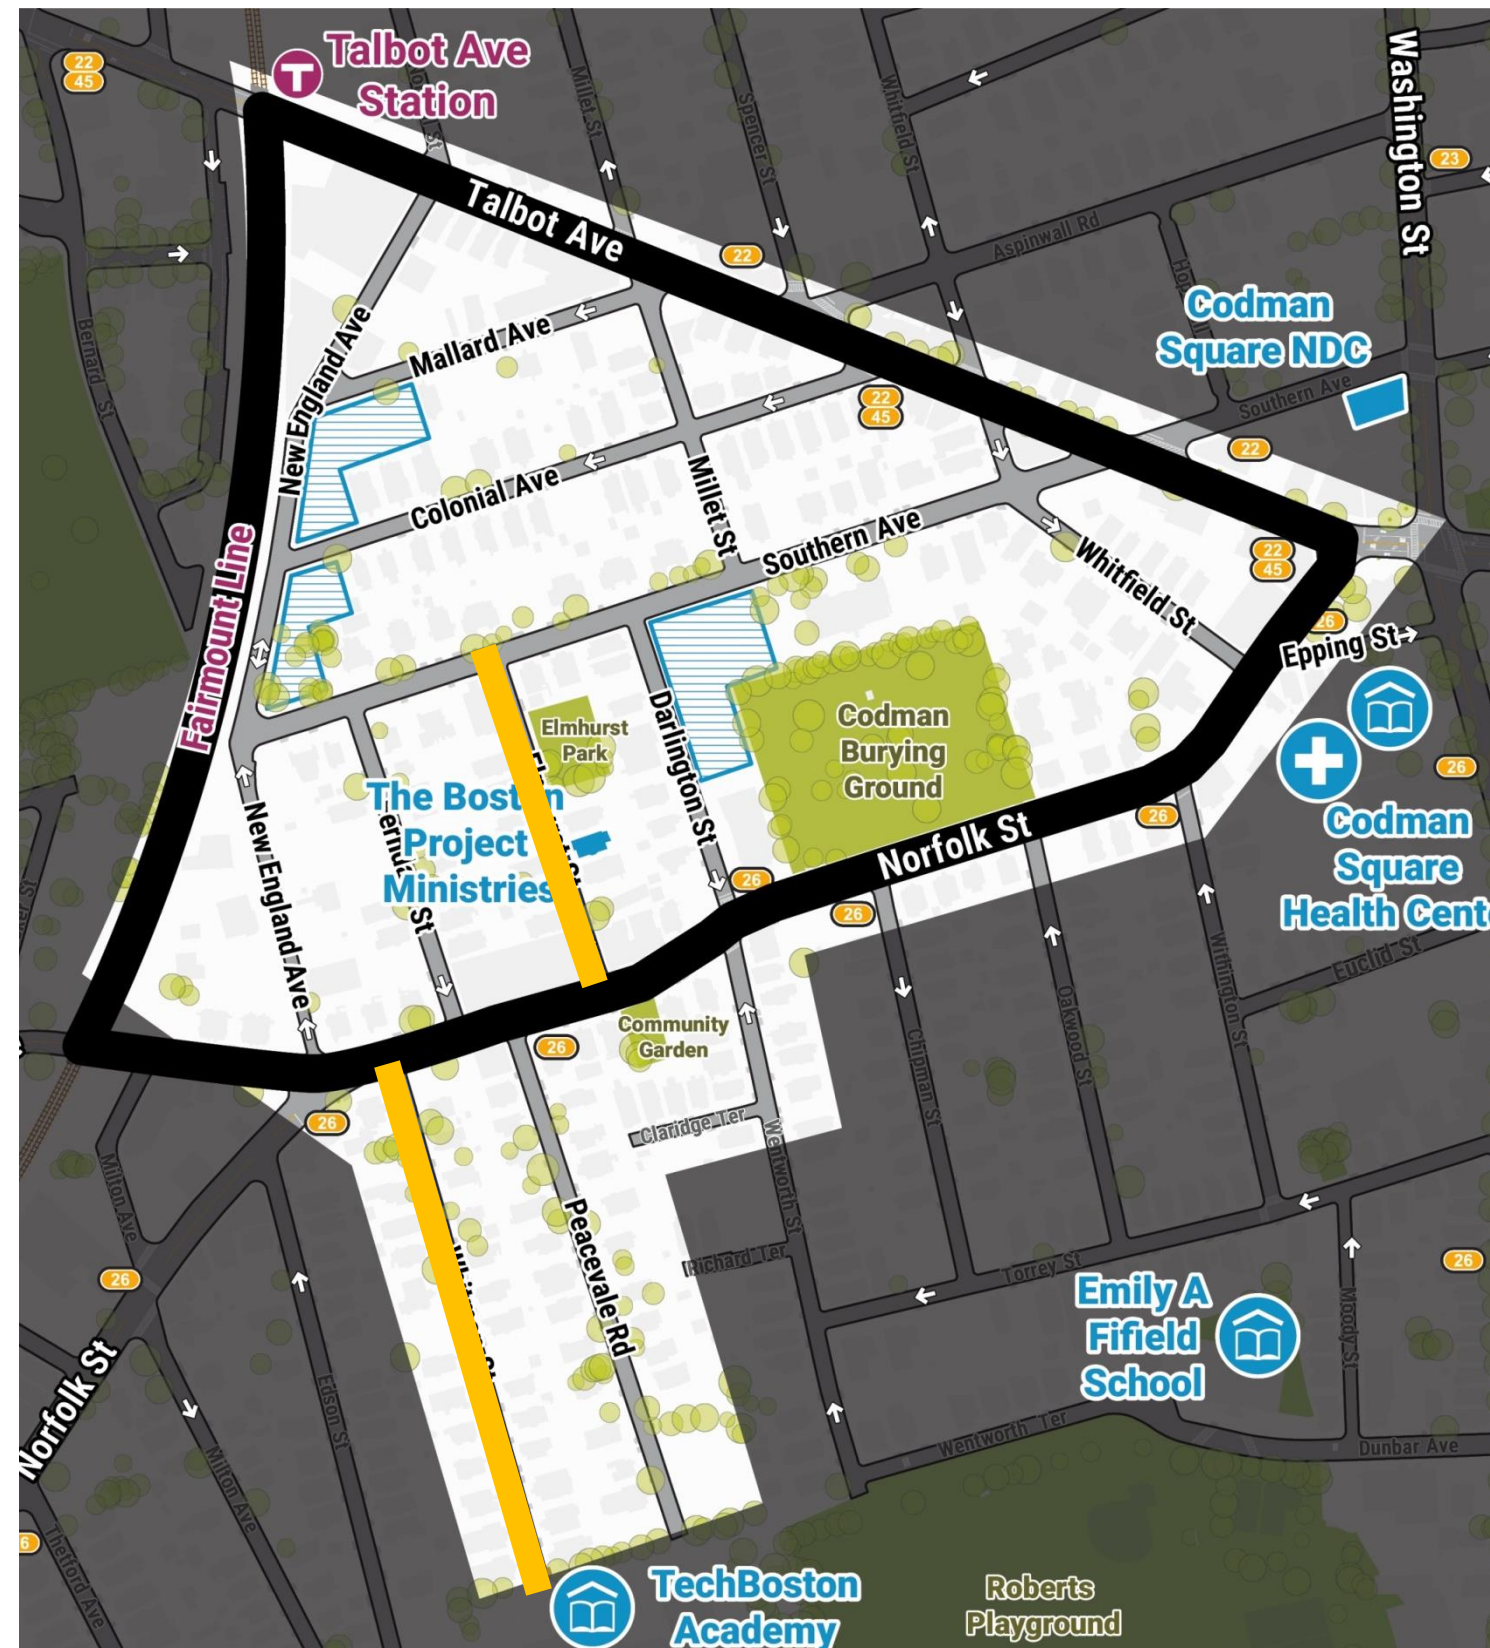 22
45
Talbot Ave
Station
Millet St
Spencer St
Whitfield St
Washington St
23
Talbot Ave
22
Aspinwall Rd
Bernard St
New England Ave
Mallard Ave
Codman
Square NDC
Southern Ave
22
45
22
Colonial Ave
Millet St
Southern Ave
22
45
Whitfield St
26
Epping St
Fairmount Line
Elmhurst
Park
Darlington St
Codman
Burying
Ground
The Boston
Project
Ministries
New England Ave
26
Norfolk St
26
26
26
Codman
Square
Health Cent
Withington St
Euclid St
Oakwood St
Chipman St
Community
Garden
26
Claridge Ter
Wentworth St
26
Milton Ave
Peacevale Rd
Richard Ter
Torrey St
26
26
Emily A
Fifield
School
Moody St
Norfolk St
Edson St
Milton Ave
Wentworth Ter
Dunbar Ave
Thetford Ave
6
TechBoston
Academy
Roberts
Playground